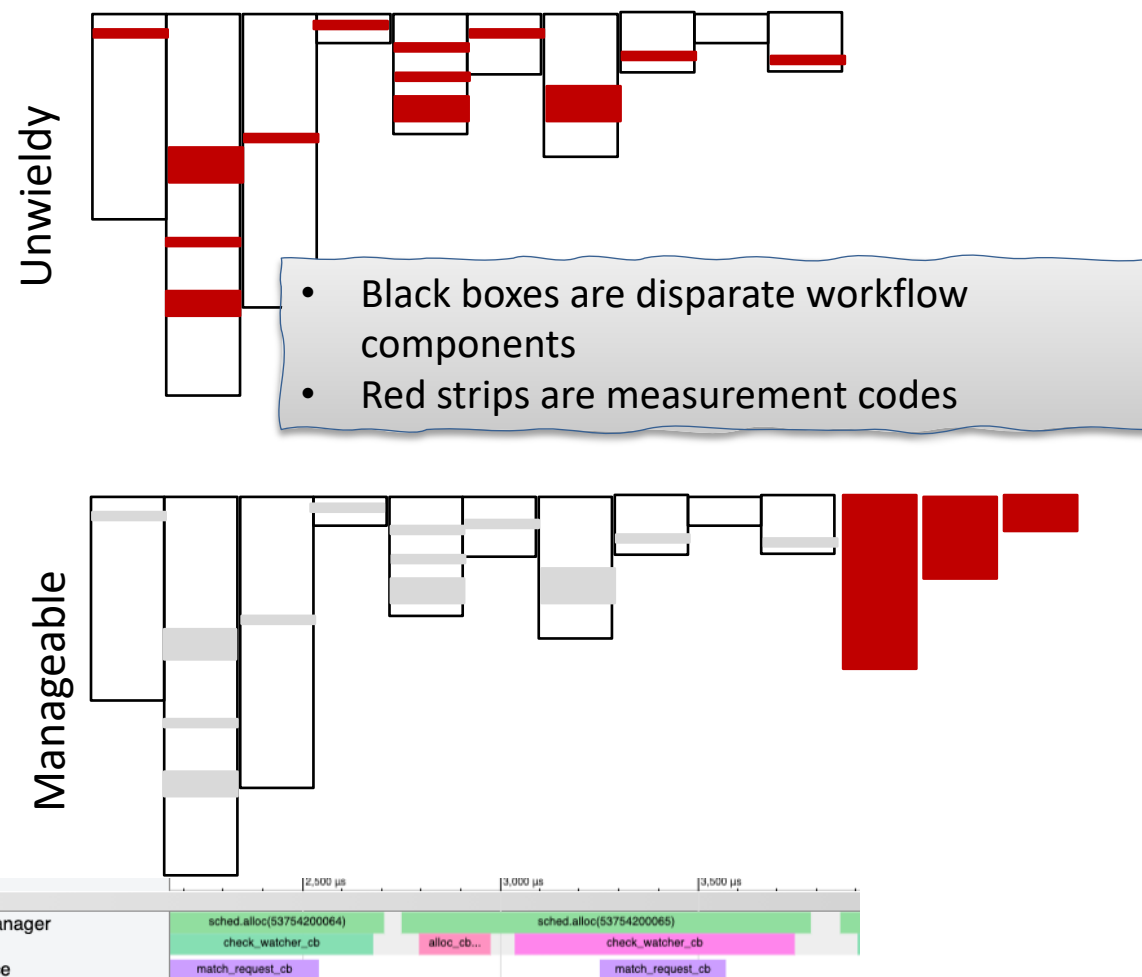 Unwieldy
• Black boxes are disparate workflow
components
• Red strips are measurement codes
Manageable
2,500 µs 3,000 µs 3,500 µs
anager sched.alloc(53754200064) sched.alloc(53754200065)
check_watcher_cb alloc_cb... check_watcher_cb
match_request_cb match_request_cb